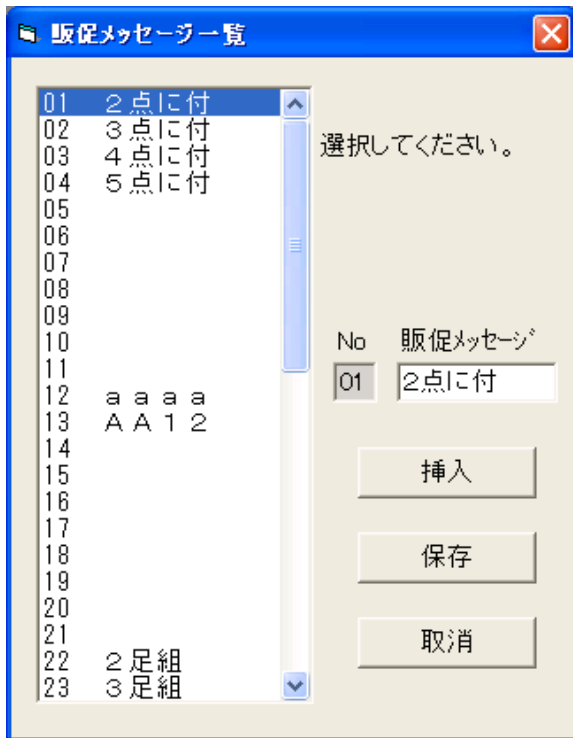 販促メッセージ一覧
01 2点に付
02 3点に付
03 4点に付
04 5点に付
05
06
07
08
09
10
11
12 aaaa
13 AA12
14
15
16
17
18
19
20
21
22 2足組
23 3足組
選択してください。
No 販促メッセージ
01 2点に付
挿入
保存
取消